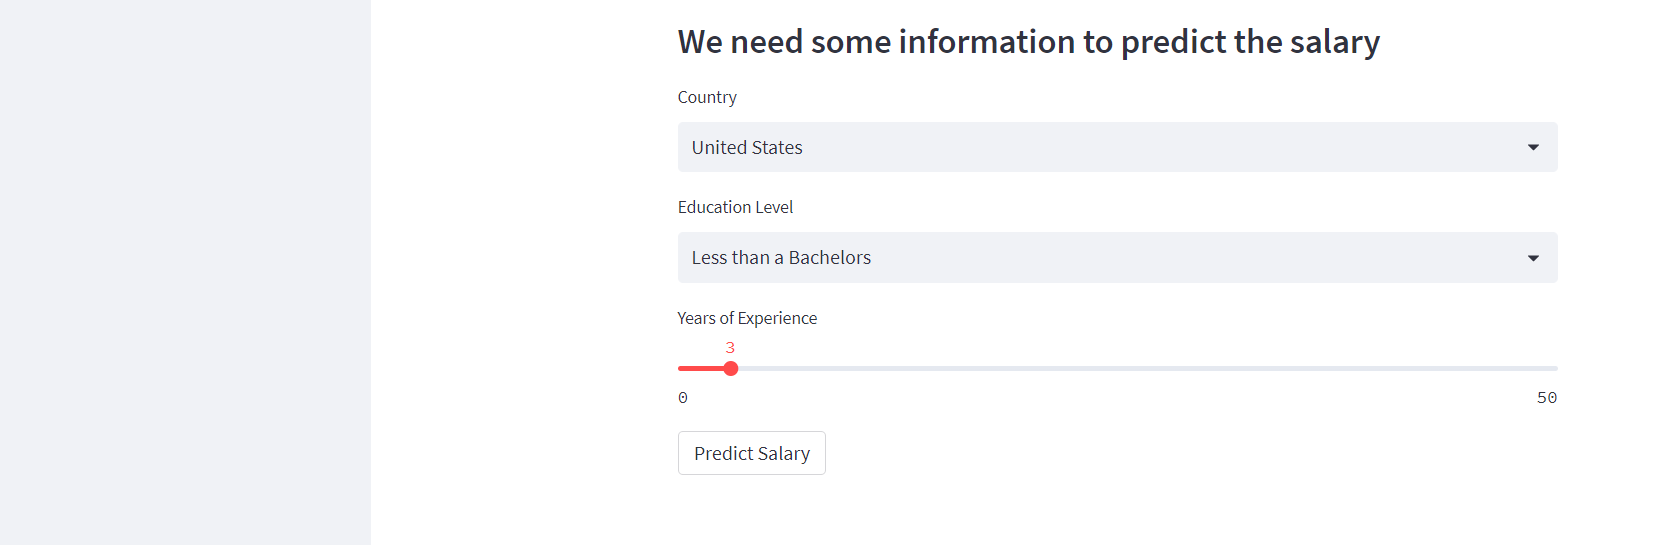 We need some information to predict the salary
Country
United States
Education Level
Less than a Bachelors
Years of Experience
3
0 50
Predict Salary